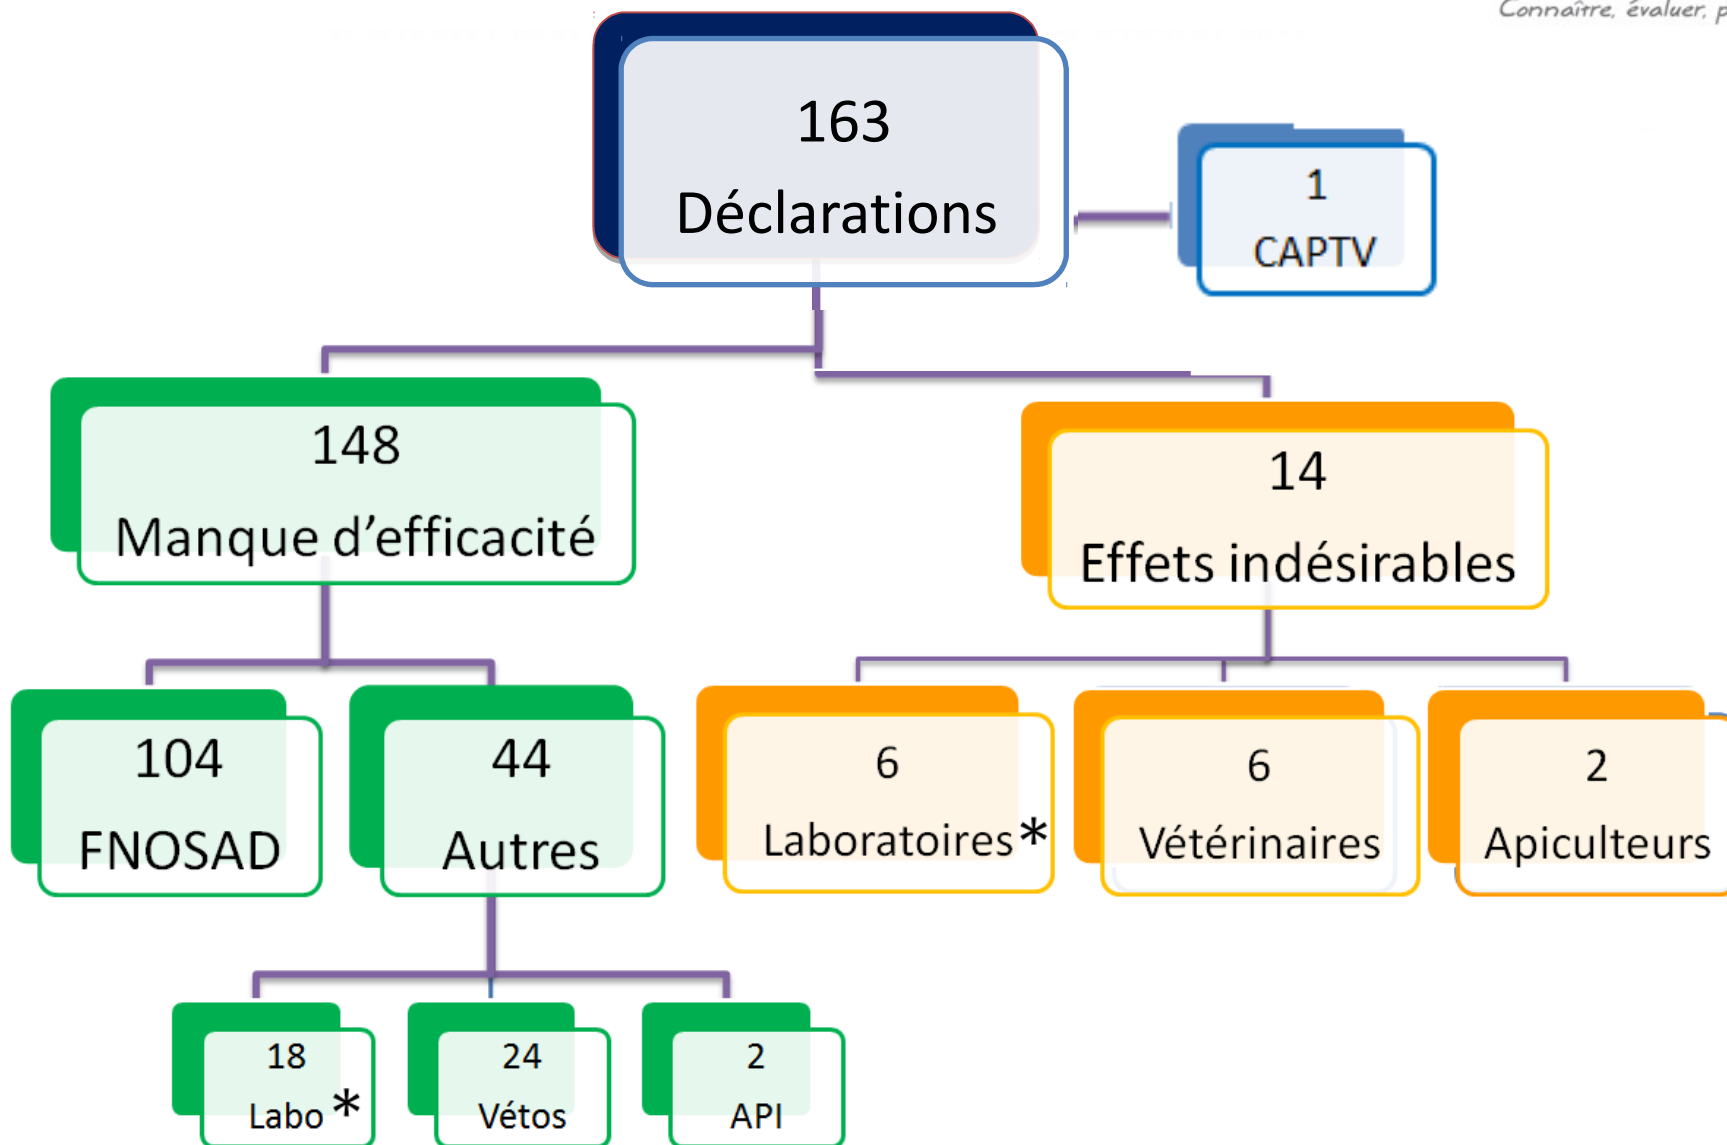 Connaître, évaluer, p
163
Déclarations
1
CAPTV
148
Manque d’efficacité
14
Effets indésirables
104
FNOSAD
44
Autres
6
Laboratoires*
6
Vétérinaires
2
Apiculteurs
18
Labo*
24
Vétos
2
API